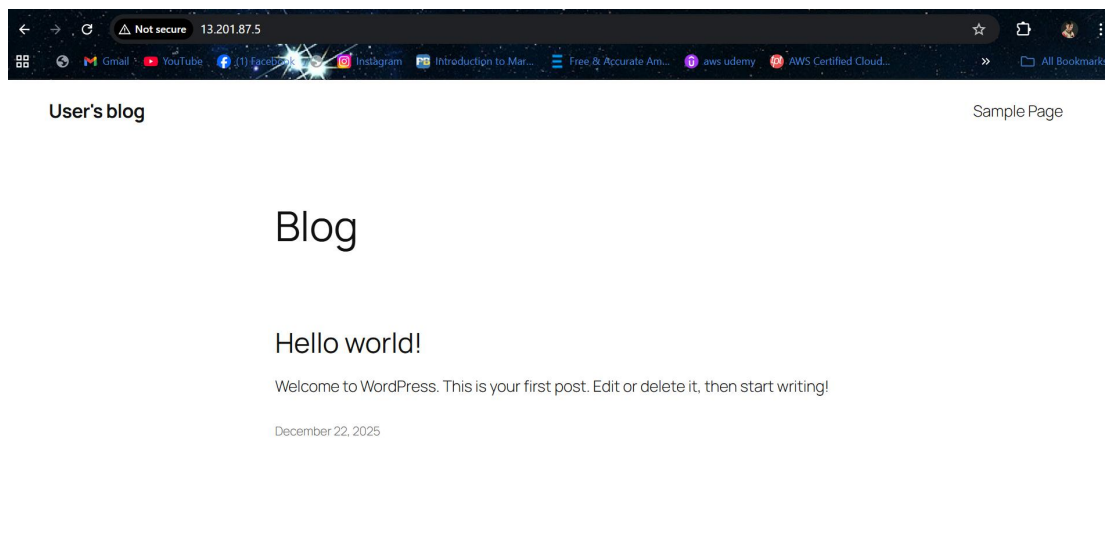 Not secure 13.201.87.5
Gmail YouTube (1) Facebook Instagram Introduction to Mar... Free & Accurate Am... aws udemy AWS Certified Cloud... » All Bookmarks
User's blog Sample Page
Blog
Hello world!
Welcome to WordPress. This is your first post. Edit or delete it, then start writing!
December 22, 2025